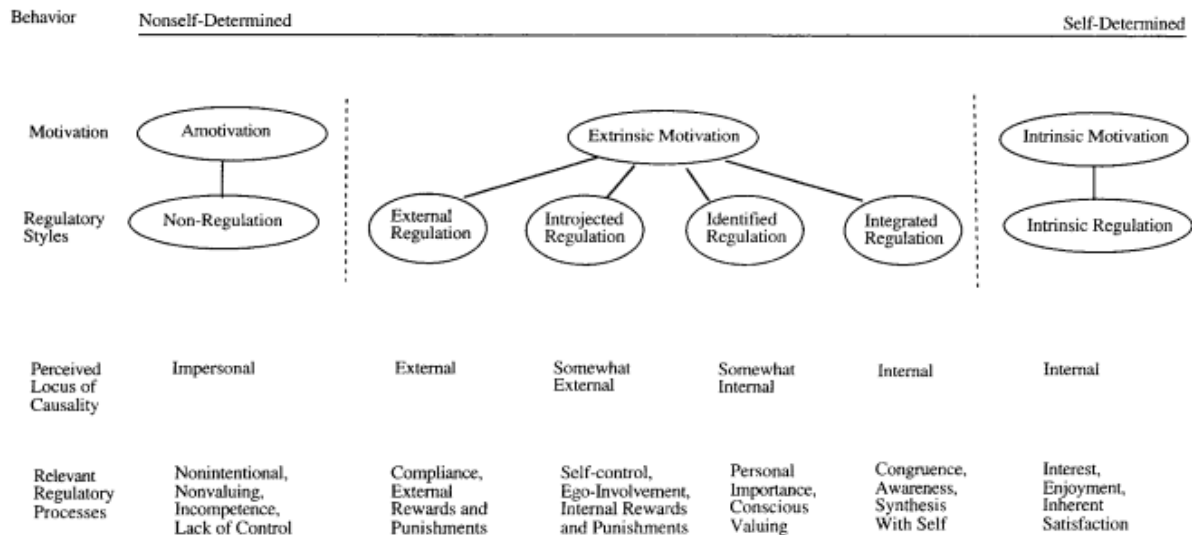 Behavior
Nonself-Determined
Self-Determined
Motivation
Amotivation
Extrinsic Motivation
Intrinsic Motivation
Regulatory
Styles
Non-Regulation
External
Regulation
Introjected
Regulation
Identified
Regulation
Integrated
Regulation
Intrinsic Regulation
Perceived
Locus of
Causality
Impersonal
External
Somewhat
External
Somewhat
Internal
Internal
Internal
Relevant
Regulatory
Processes
Nonintentional,
Nonvaluing,
Incompetence,
Lack of Control
Compliance,
External
Rewards and
Punishments
Self-control,
Ego-Involvement,
Internal Rewards
and Punishments
Personal
Importance,
Conscious
Valuing
Congruence,
Awareness,
Synthesis
With Self
Interest,
Enjoyment,
Inherent
Satisfaction